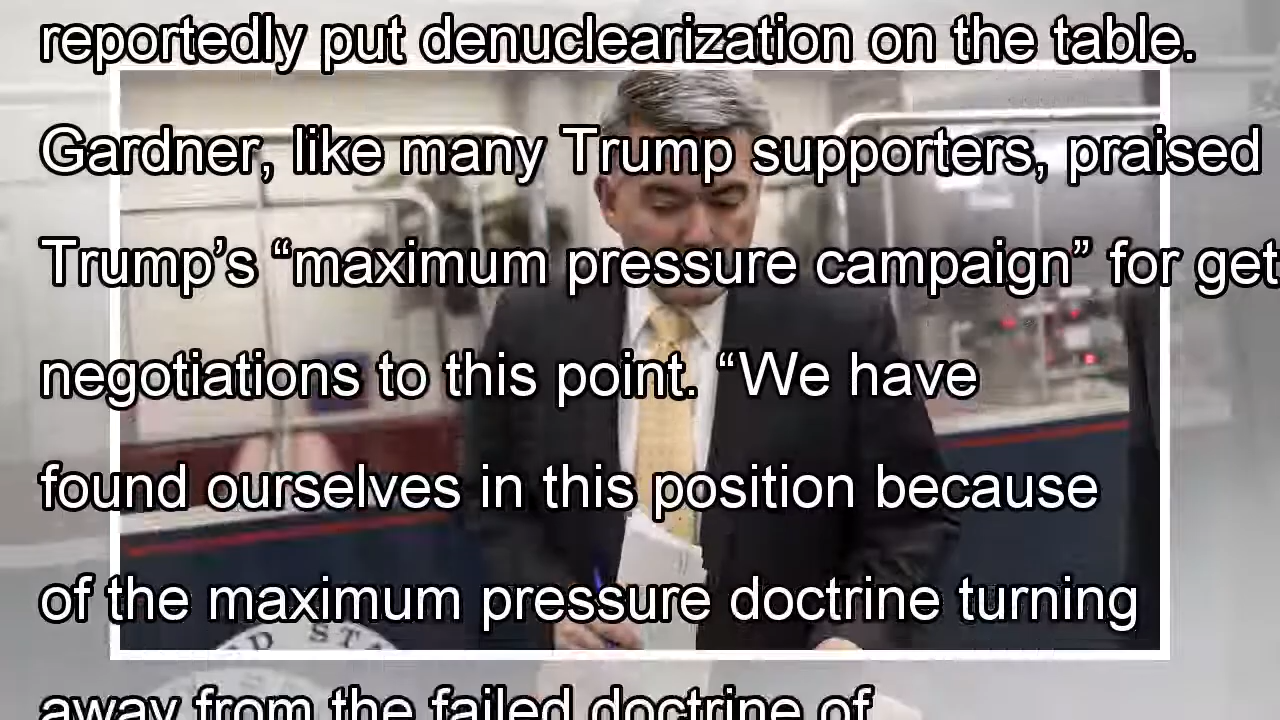 reportedly put denuclearization on the table.
Gardner, like many Trump supporters, praised
Trump’s “maximum pressure campaign” for get
negotiations to this point. “We have
found ourselves in this position because
of the maximum pressure doctrine turning
away from the failed doctrine of
D STA